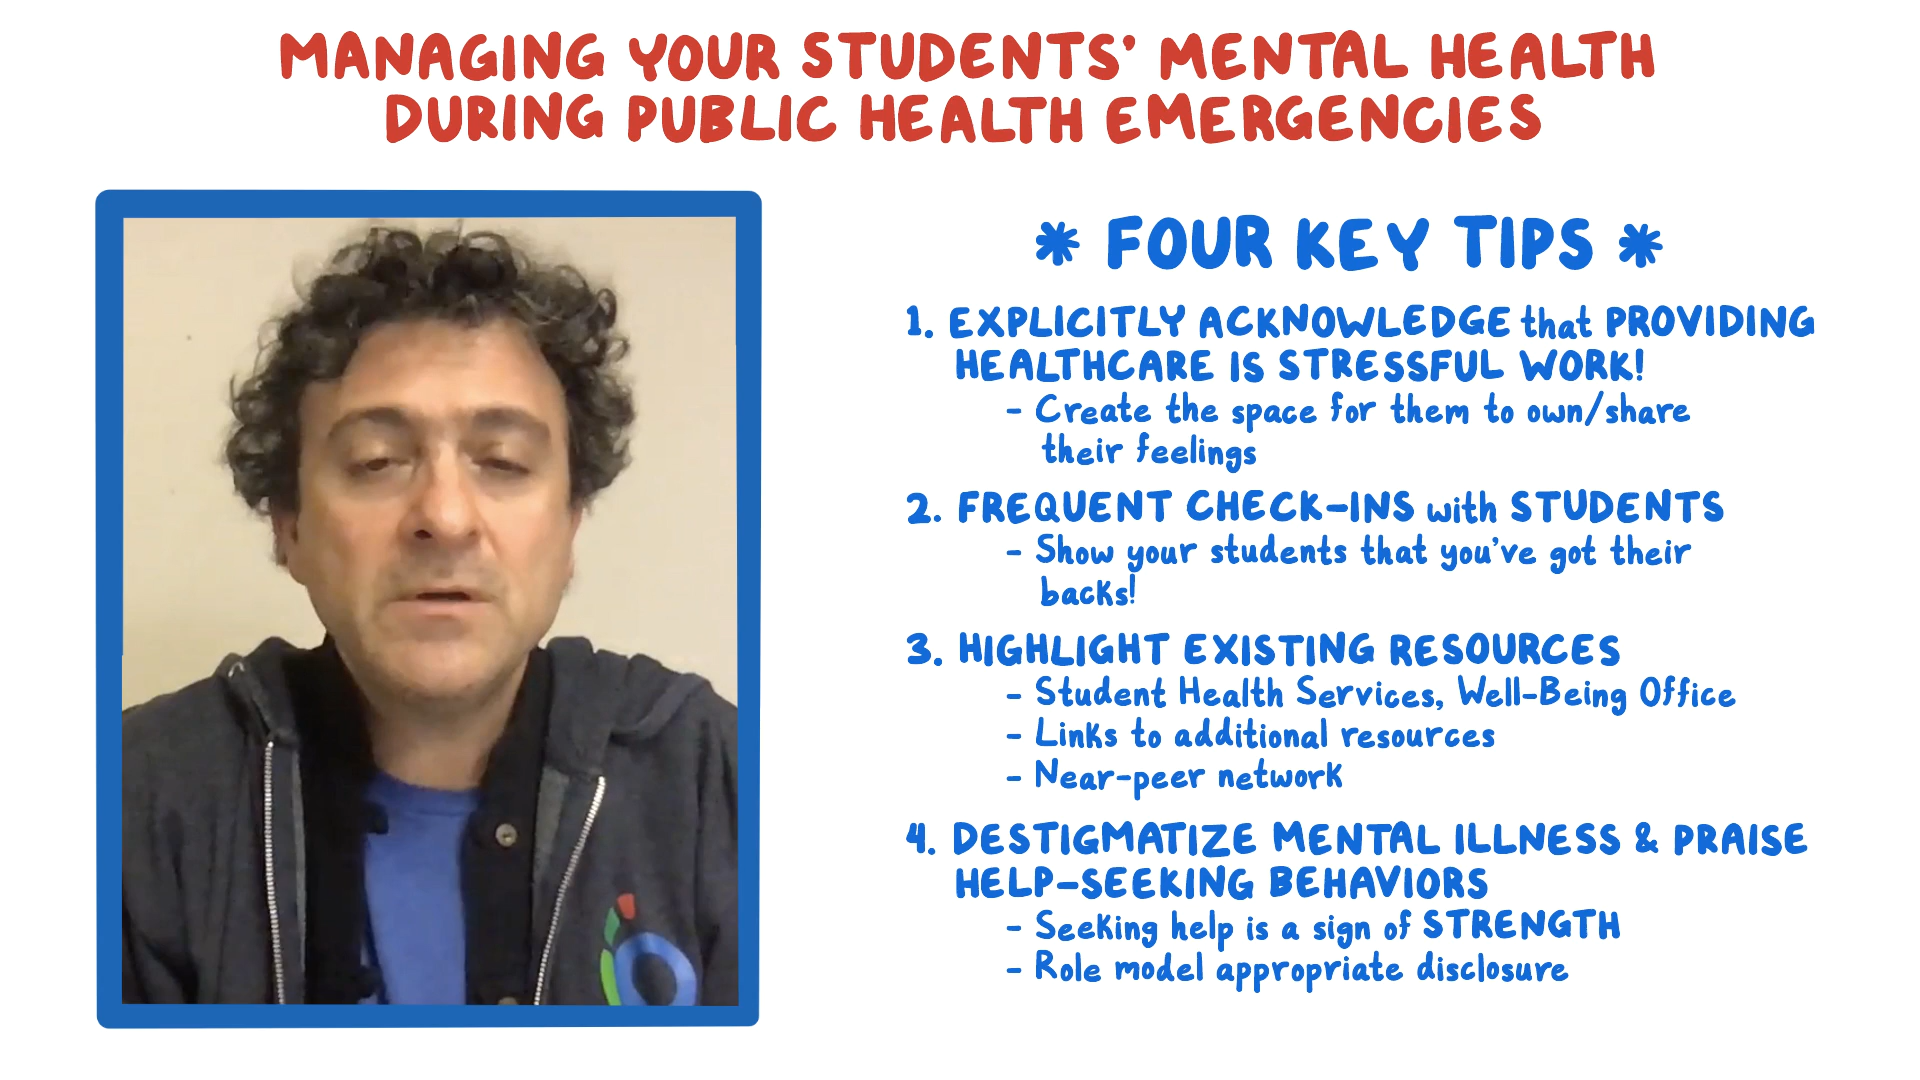 MANAGING YOUR STUDENTS' MENTAL HEALTH
DURING PUBLIC HEALTH EMERGENCIES
* FOUR KEY TIPS *
1. EXPLICITLY ACKNOWLEDGE that PROVIDING
HEALTHCARE IS STRESSFUL WORK!
- Create the space for them to own/share
their feelings
2. FREQUENT CHECK-INS with STUDENTS
- Show your students that you've got their
backs!
3. HIGHLIGHT EXISTING RESOURCES
- Student Health Services, Well-Being Office
- Links to additional resources
- Near-peer network
4. DESTIGMATIZE MENTAL ILLNESS & PRAISE
HELP-SEEKING BEHAVIORS
- Seeking help is a sign of STRENGTH
- Role model appropriate disclosure